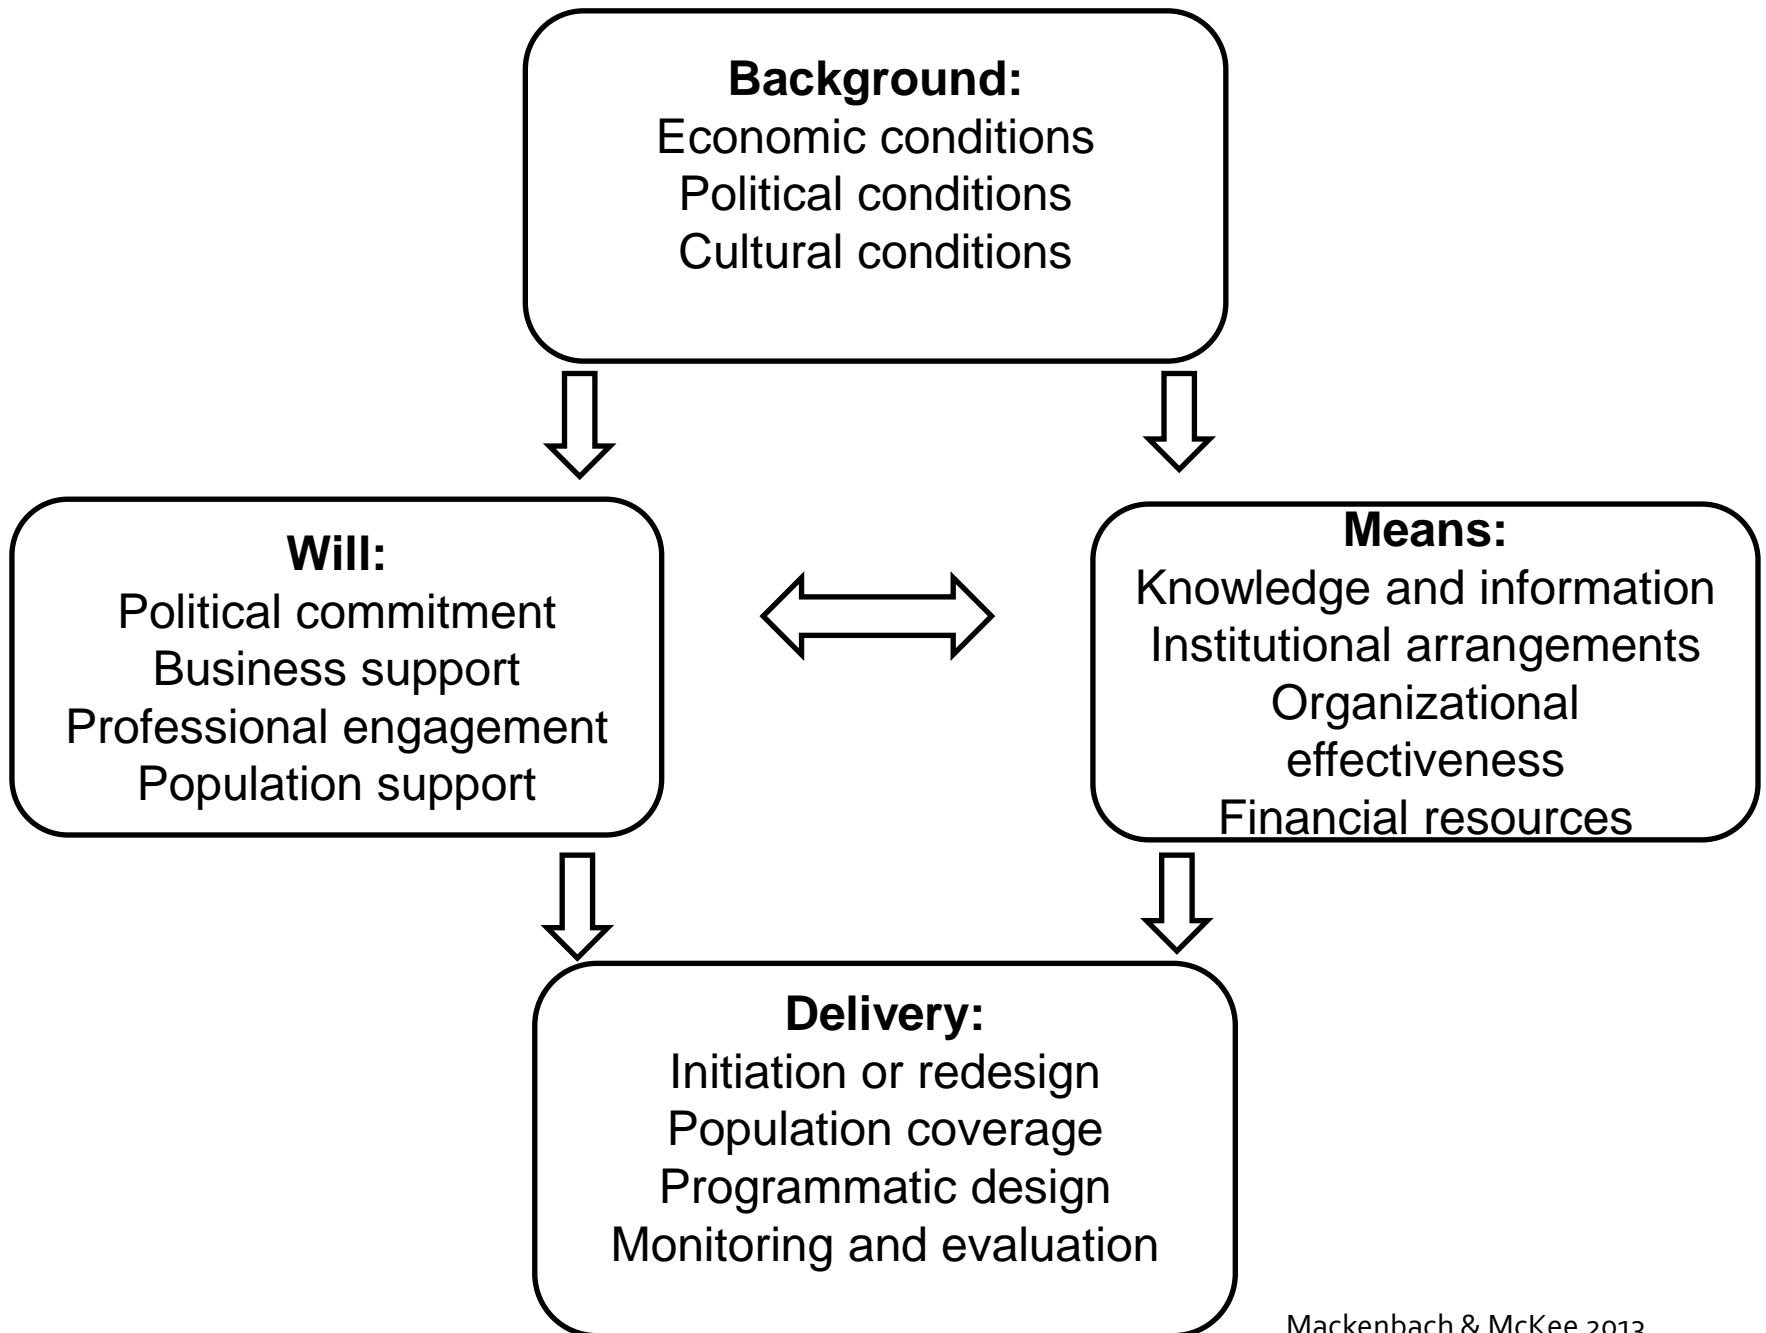 Background:
Economic conditions
Political conditions
Cultural conditions
Will:
Political commitment
Business support
Professional engagement
Population support
Means:
Knowledge and information
Institutional arrangements
Organizational
effectiveness
Financial resources
Delivery:
Initiation or redesign
Population coverage
Programmatic design
Monitoring and evaluation
Mackenbach & McKee 2013